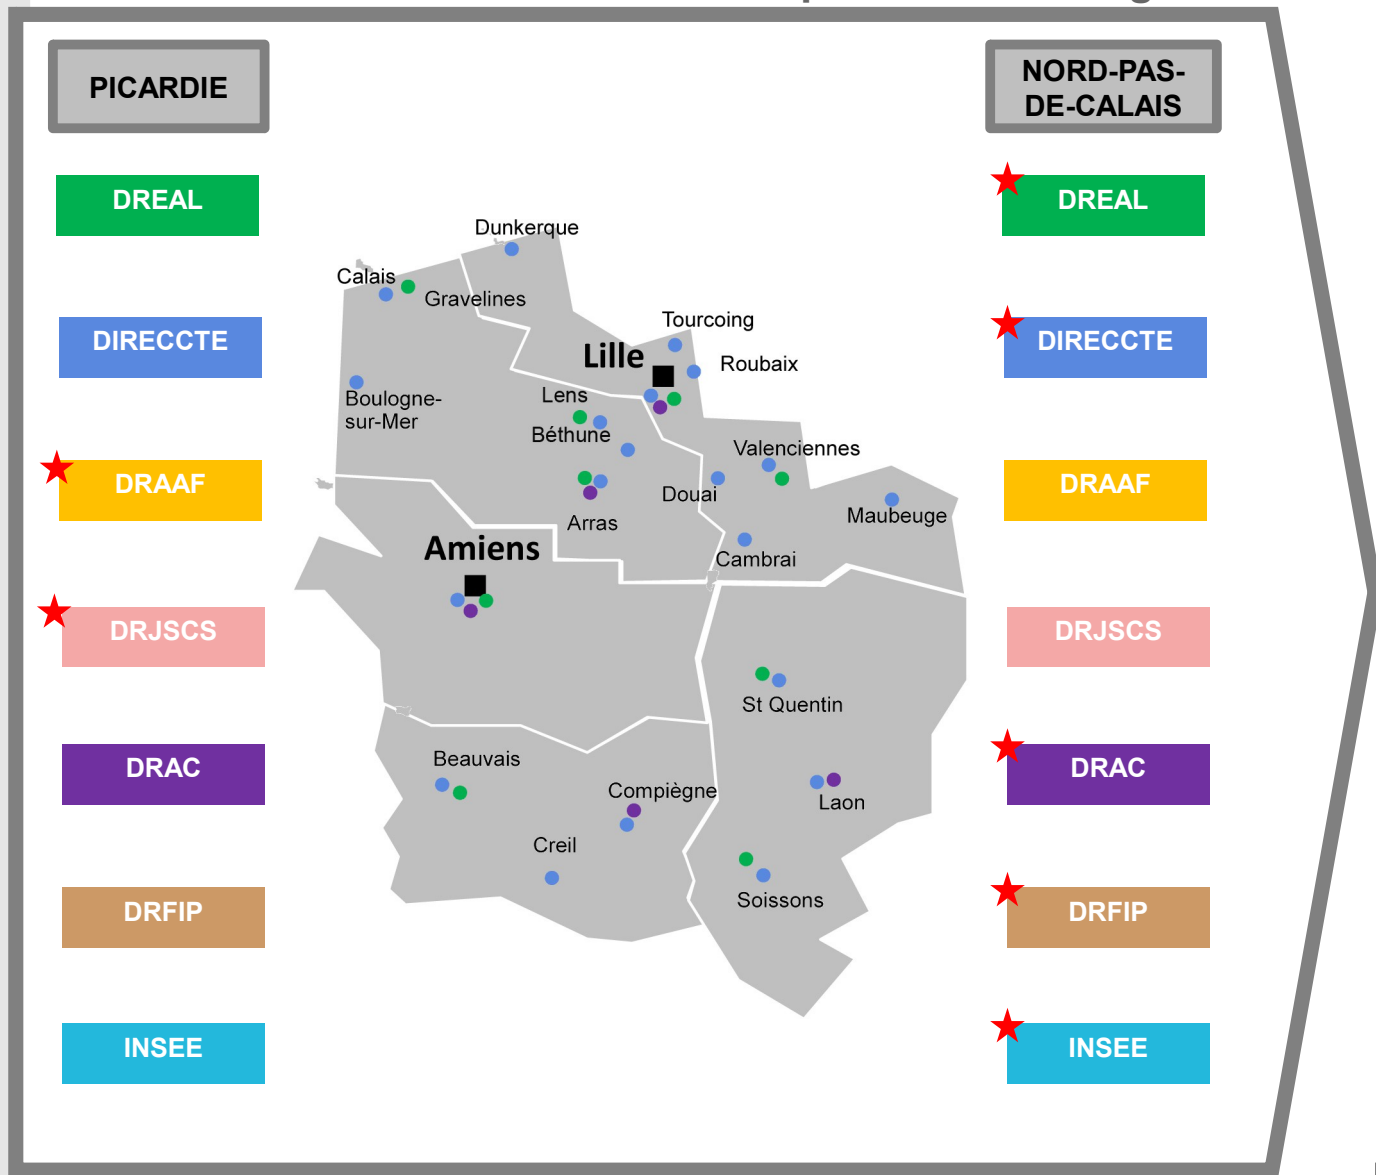 PICARDIE
NORD-PAS-
DE-CALAIS
DREAL
DREAL
Dunkerque
Calais
Gravelines
Tourcoing
DIRECCTE
DIRECCTE
Lille
Roubaix
Lens
Boulogne-
sur-Mer
Béthune
Valenciennes
DRAAF
DRAAF
Douai
Maubeuge
Arras
Amiens
Cambrai
DRJSCS
DRJSCS
St Quentin
Beauvais
DRAC
DRAC
Compiègne
Laon
Creil
Soissons
DRFIP
DRFIP
INSEE
INSEE